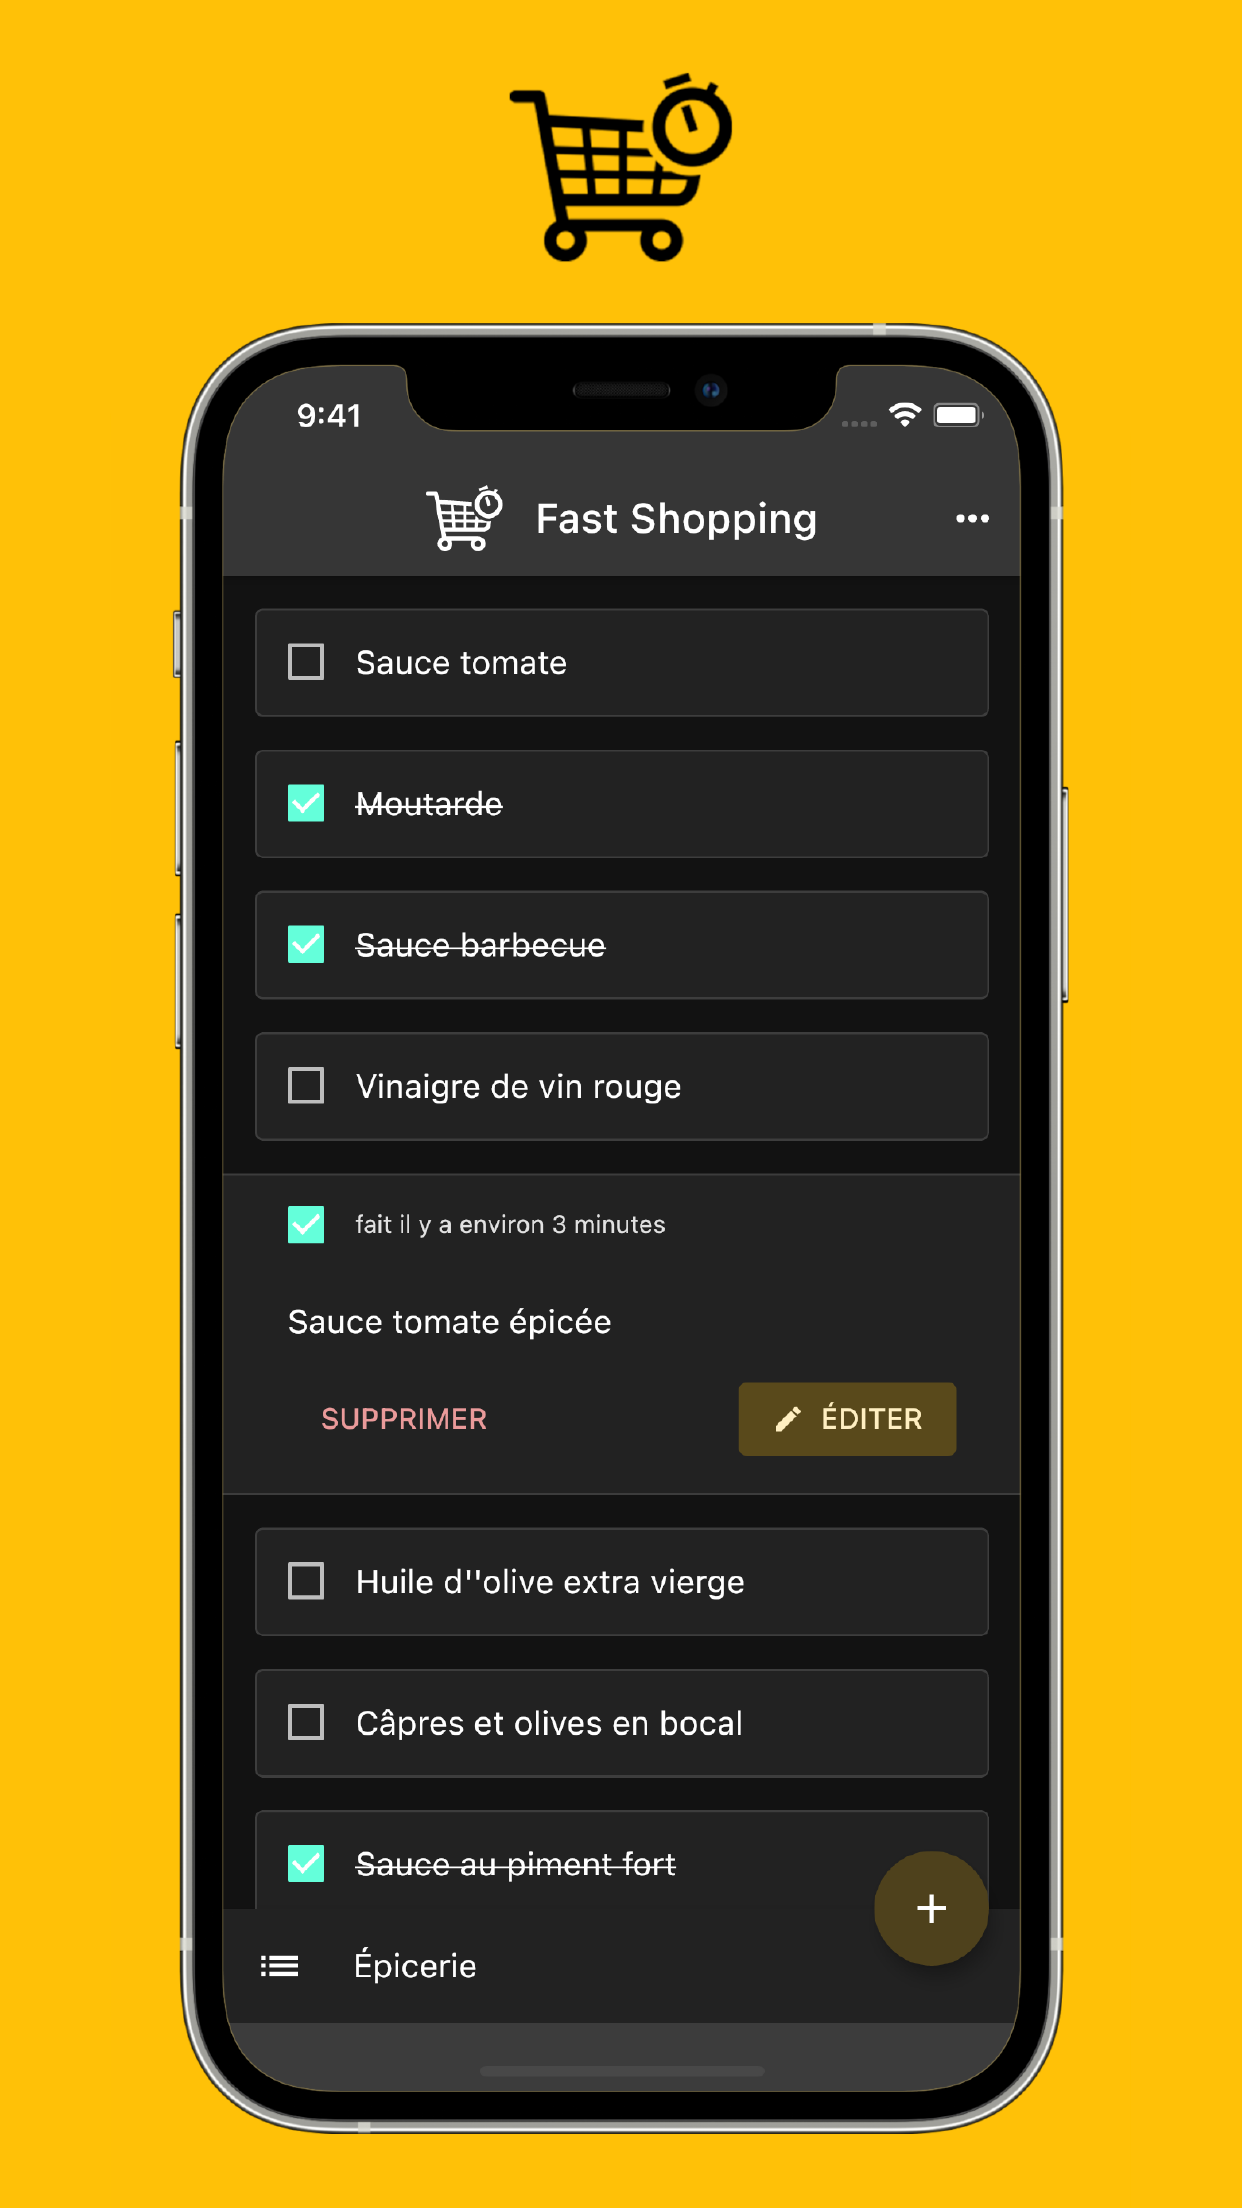 9:41
Fast Shopping
Sauce tomate
Moutarde
Sauce barbecue
Vinaigre de vin rouge
fait il y a environ 3 minutes
Sauce tomate épicée
SUPPRIMER
ÉDITER
Huile d''olive extra vierge
Câpres et olives en bocal
Sauce au piment fort
Épicerie